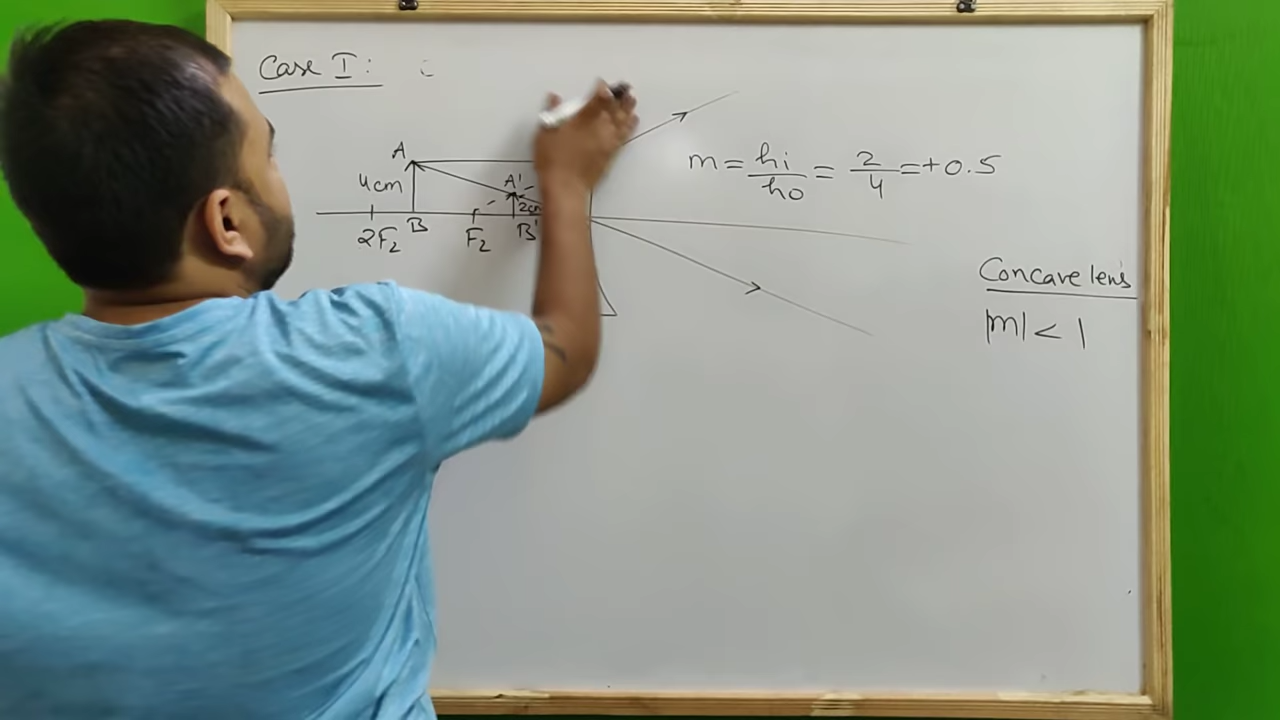 Case I:
A
4cm
A'
2cm
2F₂
B
F₂
B'
m = hi/ho = 2/4 = +0.5
Concave lens
|m| < 1